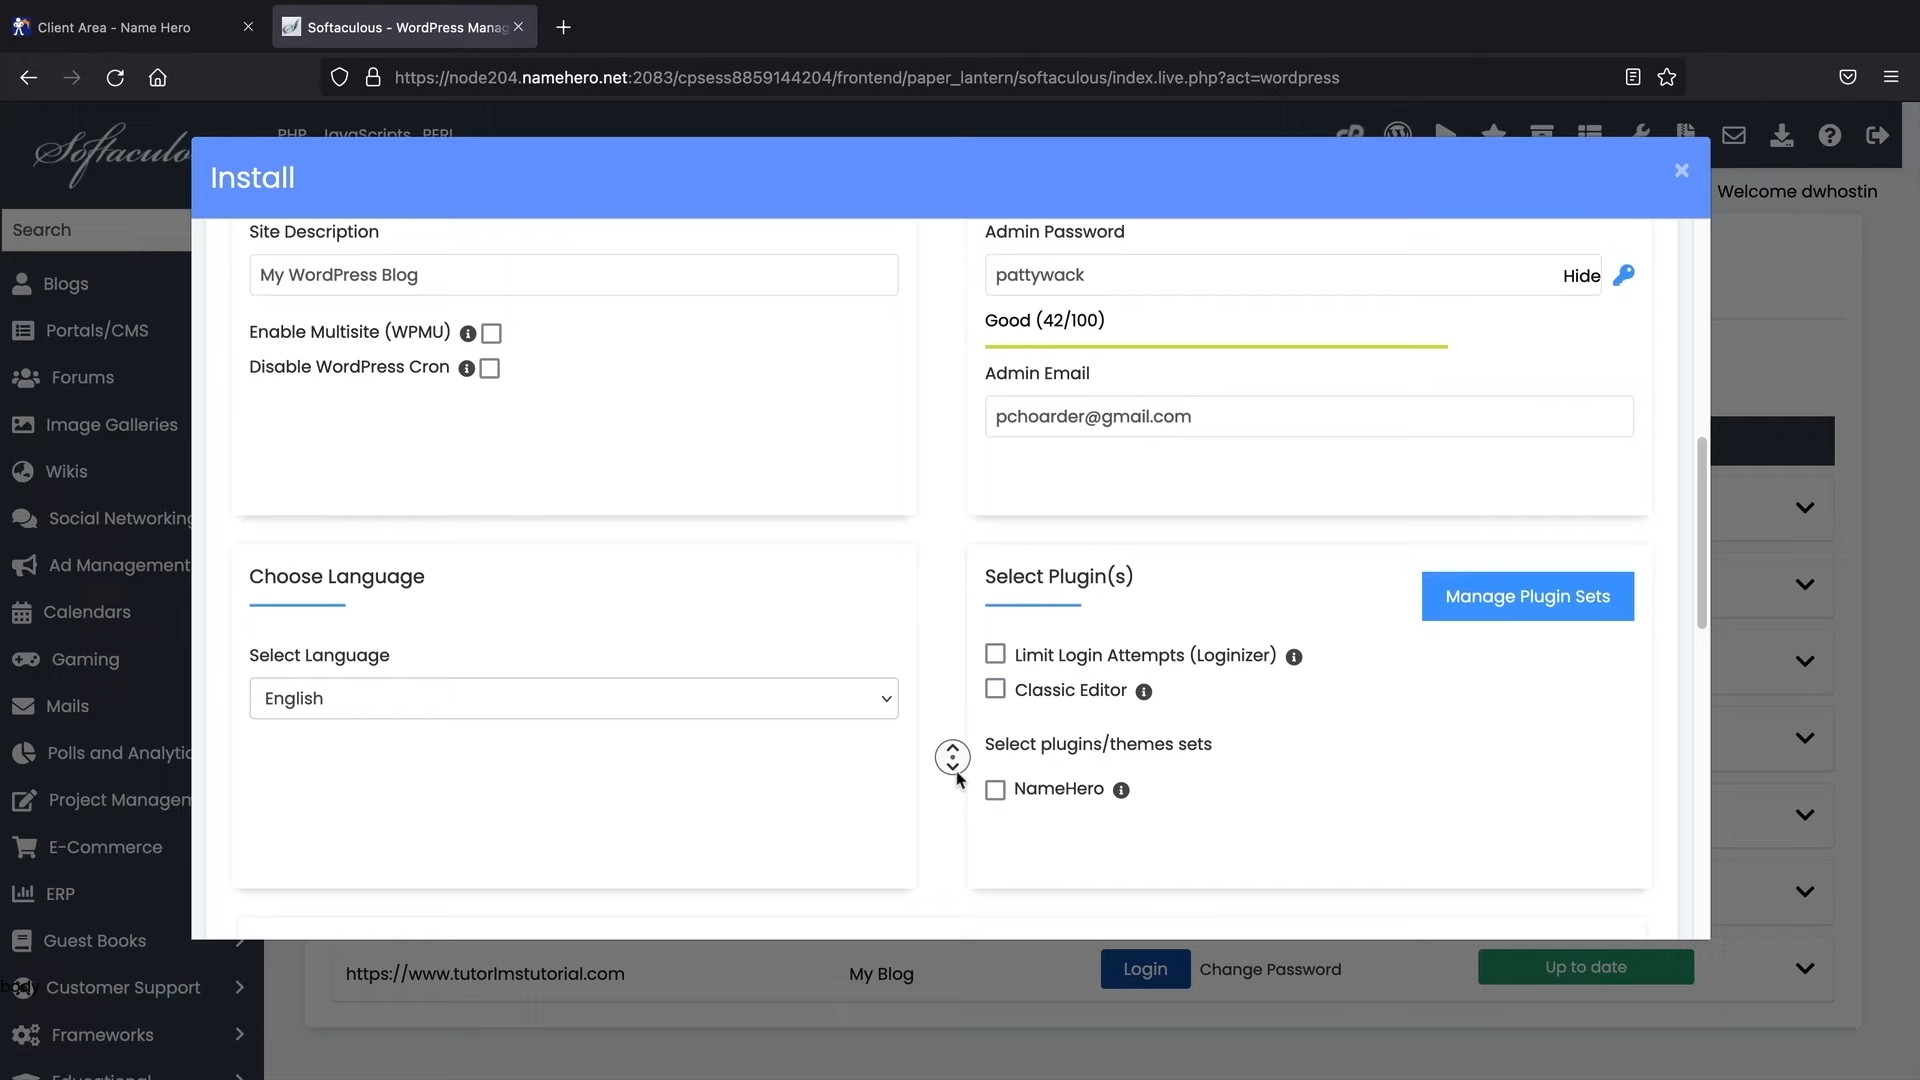 Client Area - Name Hero
Softaculous - WordPress Manag
https://node204.namehero.net:2083/cpsess8859144204/frontend/paper_lantern/softaculous/index.live.php?act=wordpress
Softaculo
PHP JavaScripts PERL
Install
Welcome dwhostin
Search
Blogs
Portals/CMS
Forums
Image Galleries
Wikis
Social Networking
Ad Management
Calendars
Gaming
Mails
Polls and Analytic
Project Managem
E-Commerce
ERP
Guest Books
Customer Support
Frameworks
Educational
Site Description
My WordPress Blog
Enable Multisite (WPMU)
Disable WordPress Cron
Admin Password
pattywack Hide
Good (42/100)
Admin Email
pchoarder@gmail.com
Choose Language
Select Language
English
Select Plugin(s)
Manage Plugin Sets
Limit Login Attempts (Loginizer)
Classic Editor
Select plugins/themes sets
NameHero
https://www.tutorlmstutorial.com My Blog Login Change Password Up to date